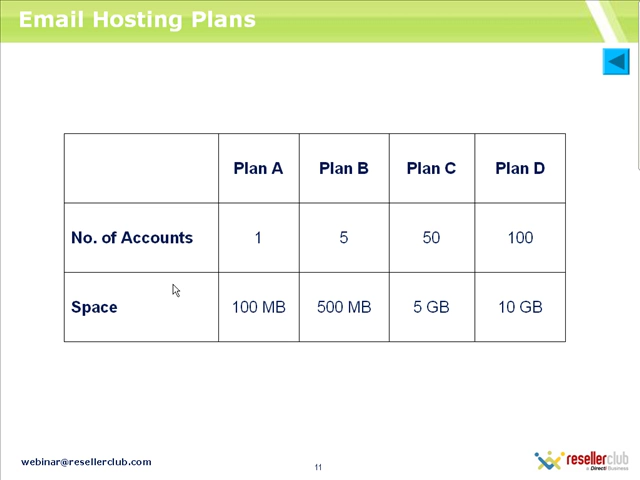 Email Hosting Plans
Plan A Plan B Plan C Plan D
No. of Accounts 1 5 50 100
Space 100 MB 500 MB 5 GB 10 GB
webinar@resellerclub.com
11
resellerclub
a Directi Business